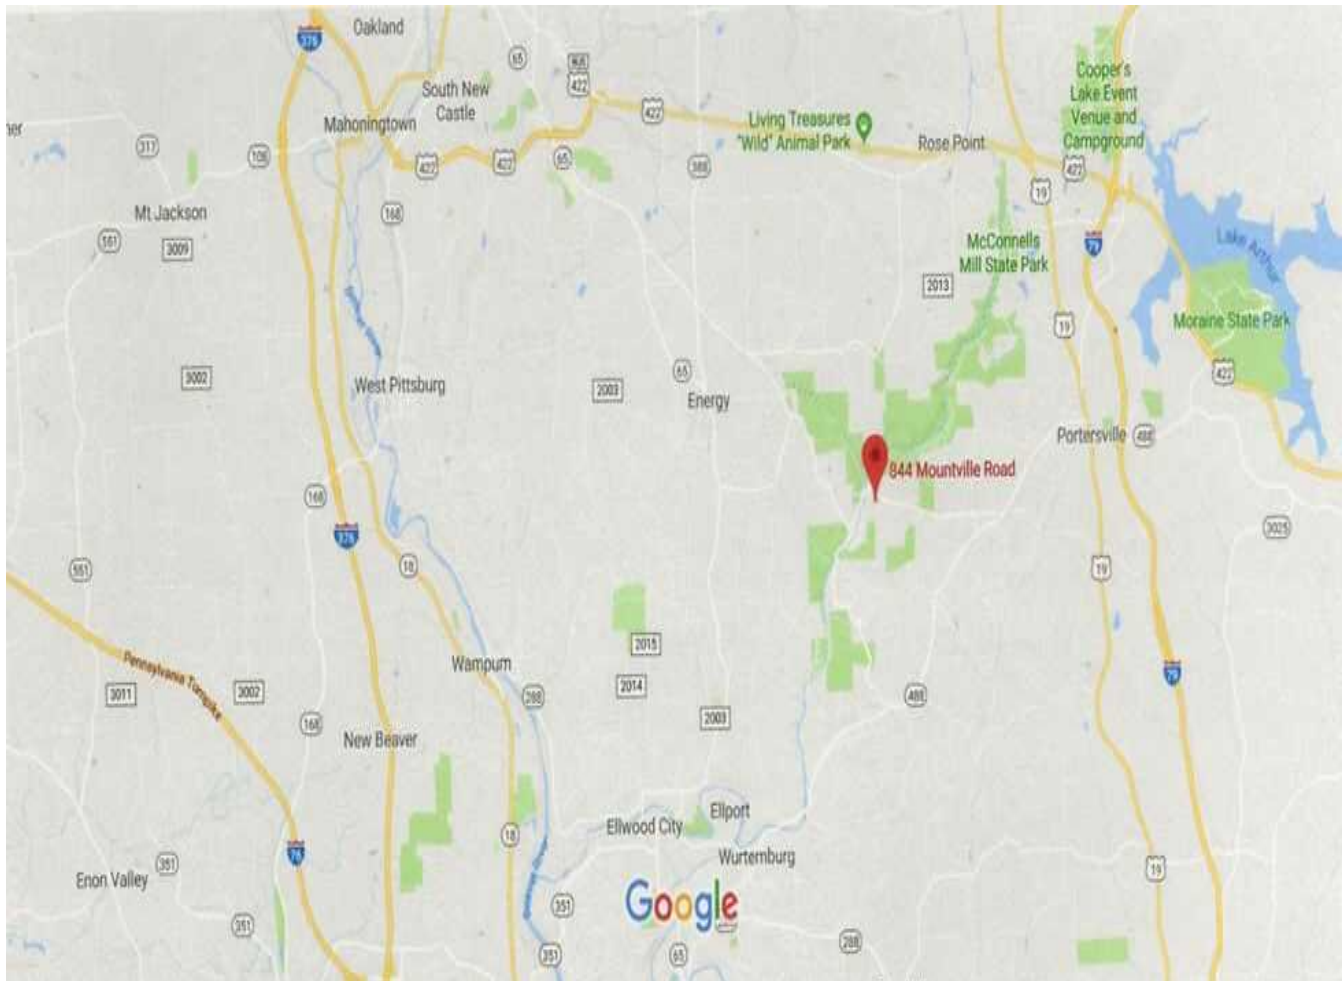 Oakland
376
65
BUS
422
South New
Castle
Mahoningtown
422
Living Treasures
"Wild" Animal Park
Rose Point
Cooper's
Lake Event
Venue and
Campground
317
108
422
422
65
388
422
19
168
Mt Jackson
551
3009
McConnells
Mill State Park
79
Lake Arthur
2013
19
Moraine State Park
3002
West Pittsburg
2003
65
Energy
422
Portersville
488
844 Mountville Road
168
376
3025
551
18
19
Pennsylvania Turnpike
3011
3002
Wampum
2015
2014
288
2003
488
79
168
New Beaver
Ellport
Ellwood City
Wurtemburg
18
76
351
Enon Valley
19
Google
351
351
351
65
288